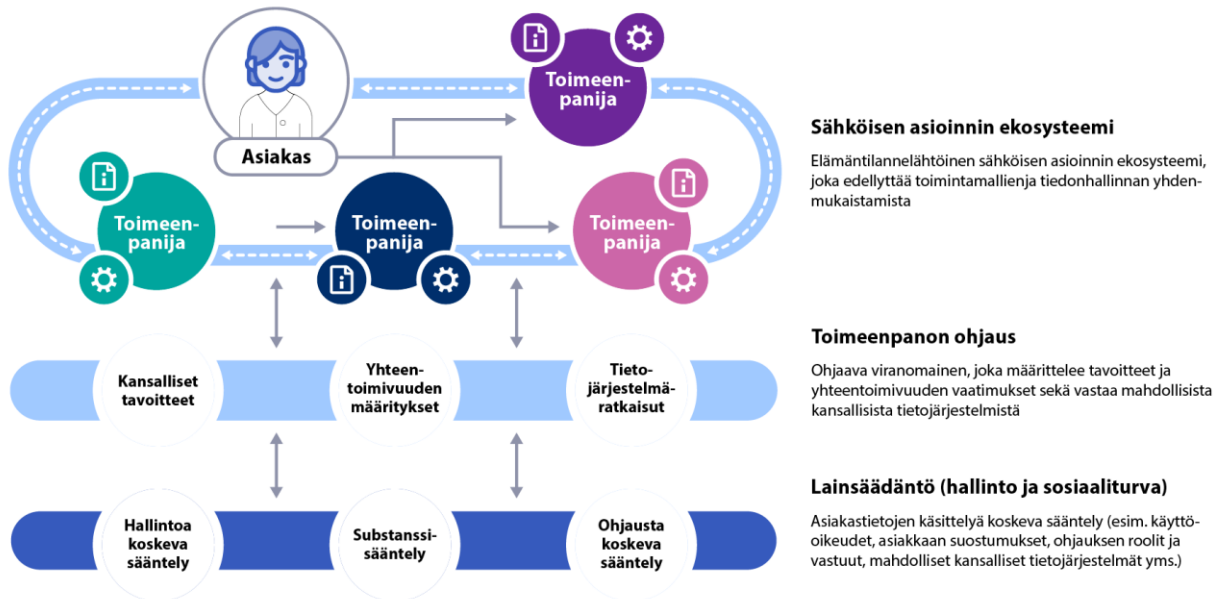 Toimeen-
panija
Asiakas
Toimeen-
panija
Toimeen-
panija
Toimeen-
panija
Sähköisen asioinnin ekosysteemi
Elämäntilannelähtöinen sähköisen asioinnin ekosysteemi,
joka edellyttää toimintamallienja tiedonhallinnan yhden-
mukaistamista
Kansalliset
tavoitteet
Yhteen-
toimivuuden
määritykset
Tieto-
järjestelmä-
ratkaisut
Toimeenpanon ohjaus
Ohjaava viranomainen, joka määrittelee tavoitteet ja
yhteentoimivuuden vaatimukset sekä vastaa mahdollisista
kansallisista tietojärjestelmistä
Hallintoa
koskeva
sääntely
Substanssi-
sääntely
Ohjausta
koskeva
sääntely
Lainsäädäntö (hallinto ja sosiaaliturva)
Asiakastietojen käsittelyä koskeva sääntely (esim. käyttö-
oikeudet, asiakkaan suostumukset, ohjauksen roolit ja
vastuut, mahdolliset kansalliset tietojärjestelmät yms.)